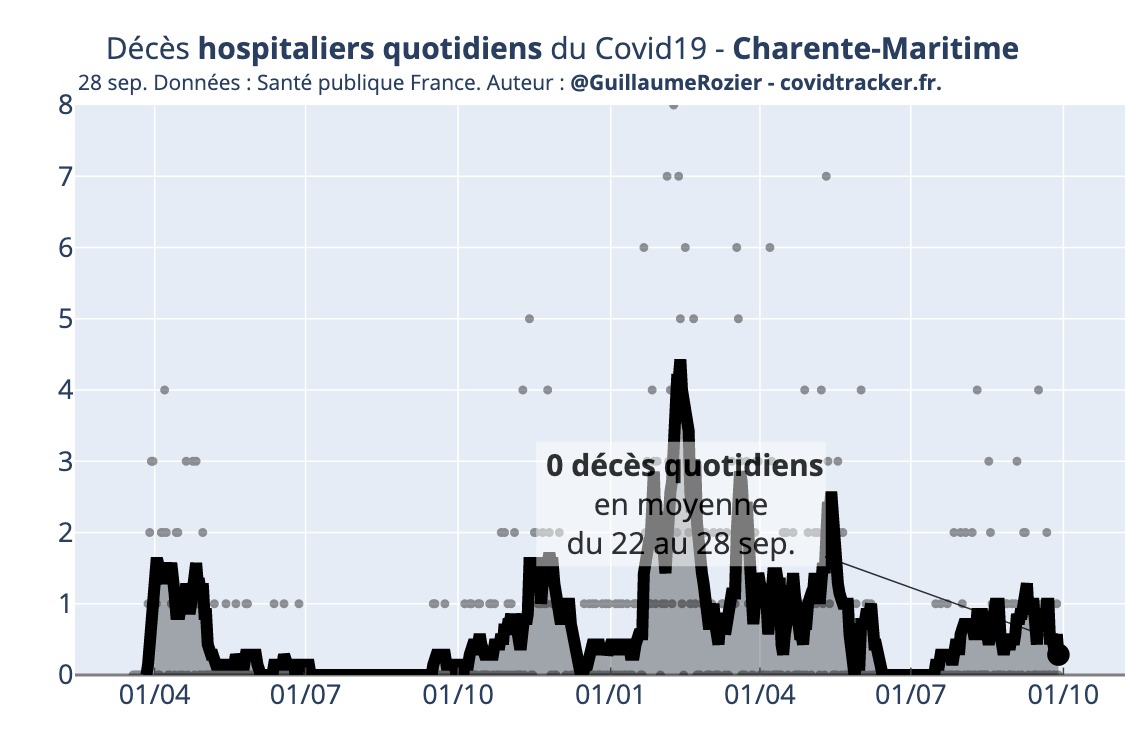 Décès hospitaliers quotidiens du Covid19 - Charente-Maritime
28 sep. Données : Santé publique France. Auteur : @GuillaumeRozier - covidtracker.fr.
8
7
6
5
4
3
2
1
0
0 décès quotidiens
en moyenne
du 22 au 28 sep.
01/04 01/07 01/10 01/01 01/04 01/07 01/10